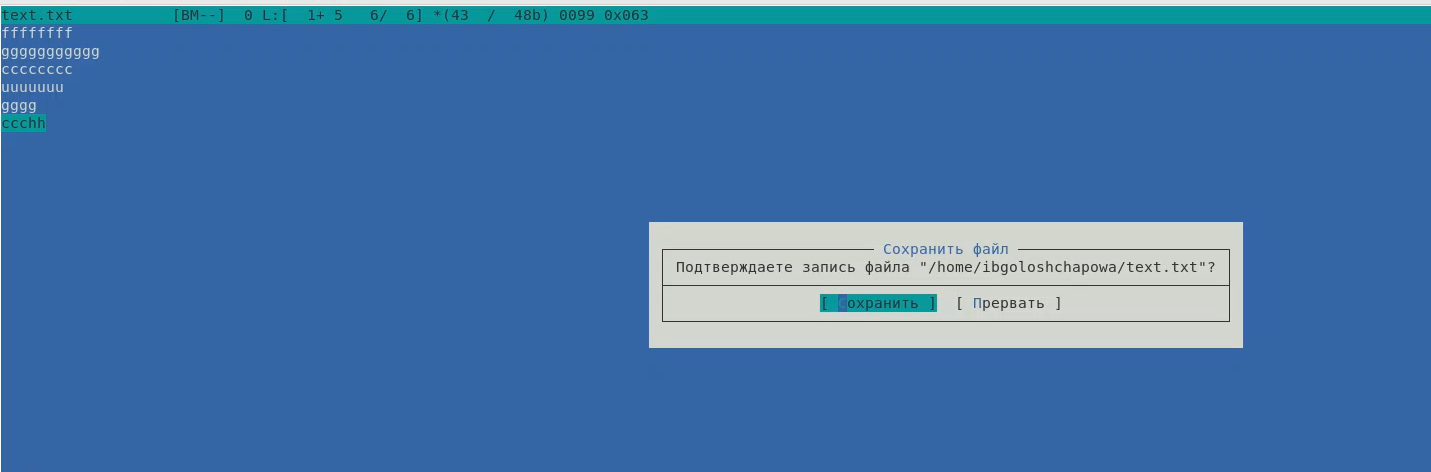 text.txt [BM--] 0 L:[ 1+ 5 6/ 6] *(43 / 48b) 0099 0x063
ffffffff
ggggggggggg
cccccccc
uuuuuuu
gggg
ccchh
Сохранить файл
Подтверждаете запись файла "/home/ibgoloshchapowa/text.txt"?
[ Сохранить ] [ Прервать ]